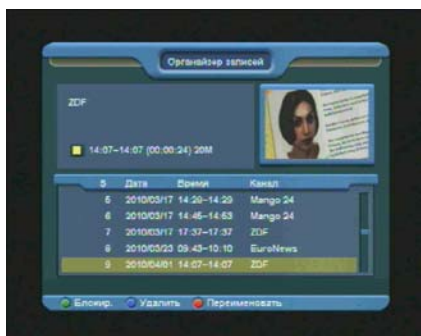 Органайзер записей
ZDF
14:07–14:07 (00:00:24) 20M
S Дата Время Канал
5 2010/03/17 14:29–14:29 Mango 24
6 2010/03/17 14:45–14:53 Mango 24
7 2010/03/17 17:37–17:37 ZDF
8 2010/03/23 09:43–10:10 EuroNews
9 2010/04/01 14:07–14:07 ZDF
Блокир. Удалить Переименовать